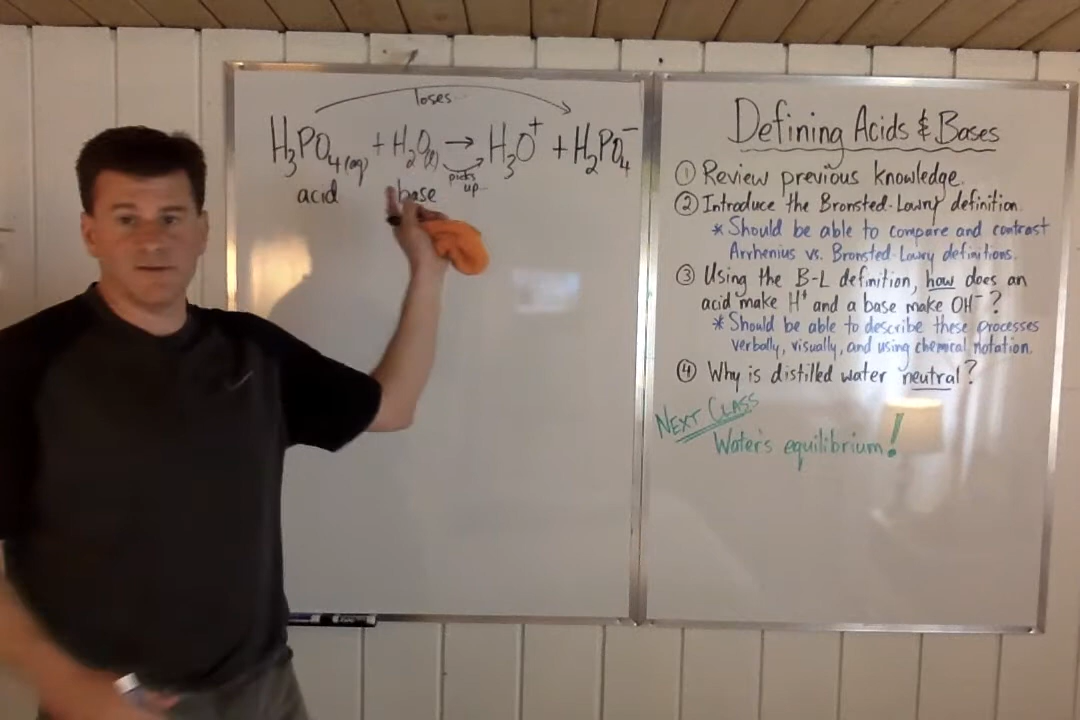 loses
H₃PO₄(aq) + H₂O(l) → H₃O⁺ + H₂PO₄⁻
picks up
acid base
Defining Acids & Bases
① Review previous knowledge.
② Introduce the Bronsted-Lowry definition.
* Should be able to compare and contrast
Arrhenius vs. Bronsted-Lowry definitions.
③ Using the B-L definition, how does an
acid make H⁺ and a base make OH⁻?
* Should be able to describe these processes
verbally, visually, and using chemical notation.
④ Why is distilled water neutral?
NEXT CLASS
Water's equilibrium!